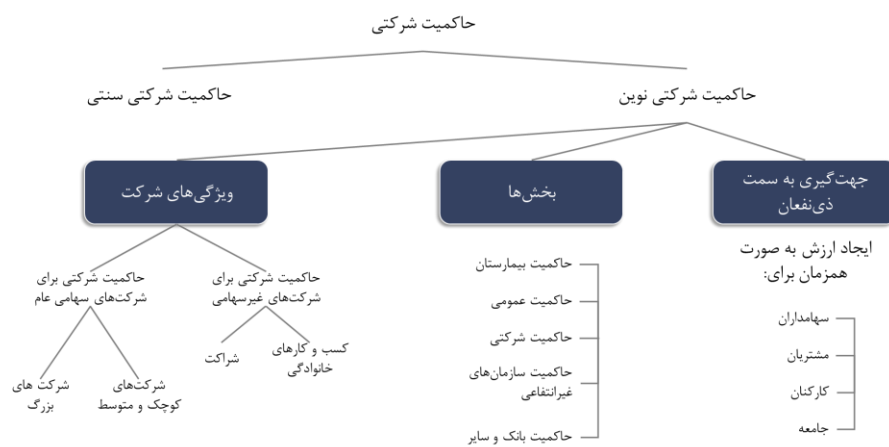 حاکمیت شرکتی
حاکمیت شرکتی نوین
حاکمیت شرکتی سنتی
جهت‌گیری به سمت
ذی‌نفعان
ایجاد ارزش به صورت
همزمان برای:
سهامداران
مشتریان
کارکنان
جامعه
بخش‌ها
حاکمیت بیمارستان
حاکمیت عمومی
حاکمیت شرکتی
حاکمیت سازمان‌های
غیرانتفاعی
حاکمیت بانک و سایر
ویژگی‌های شرکت
حاکمیت شرکتی برای
شرکت‌های غیرسهامی
کسب و کارهای
خانوادگی
شراکت
حاکمیت شرکتی برای
شرکت‌های سهامی عام
شرکت‌های
کوچک و متوسط
شرکت های
بزرگ